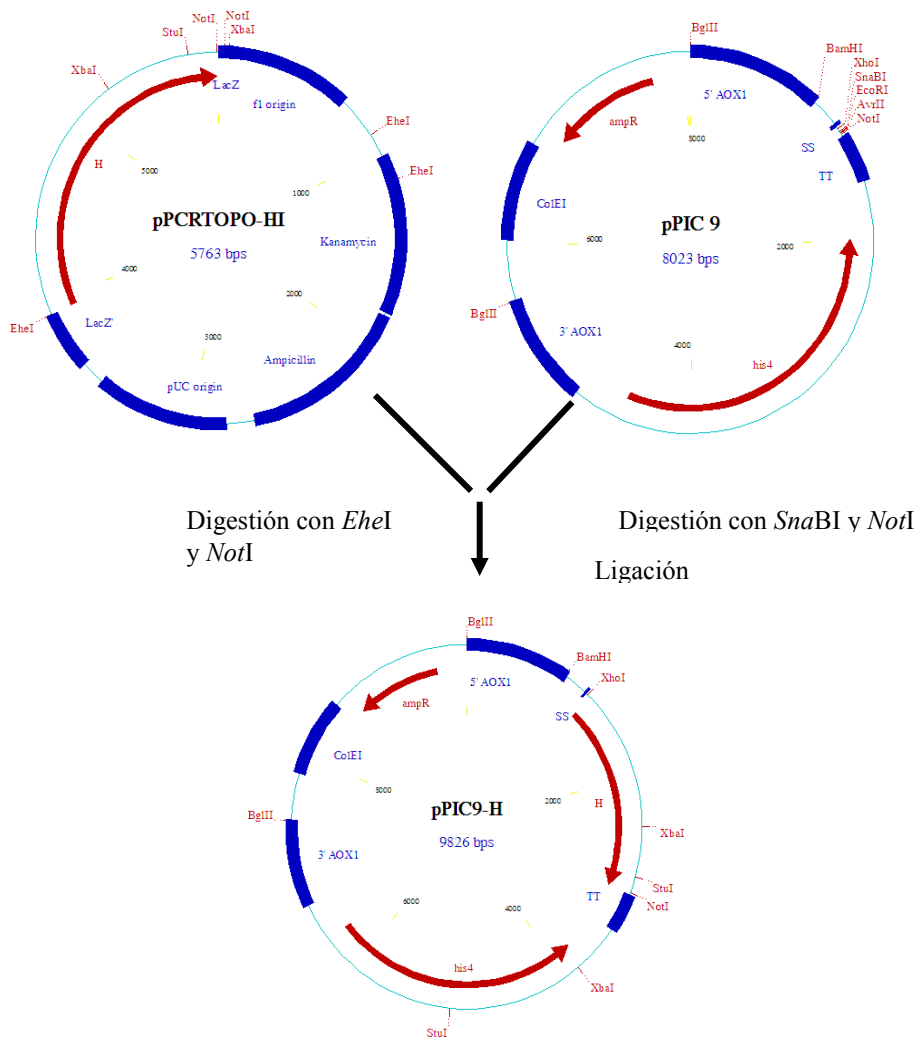 NotI
NotI
XbaI
StuI
XbaI
LacZ
f1 origin
EheI
EheI
H
5000
1000
pPCRTOPO-HI
5763 bps
Kanamycin
4000
2000
3000
EheI
LacZ'
pUC origin
Ampicillin
BglII
BamHI
XhoI
SnaBI
EcoRI
AvrII
NotI
5' AOX1
ampR
8000
SS
TT
ColEI
pPIC 9
8023 bps
6000
2000
BglII
3' AOX1
4000
his4
Digestión con EheI
y NotI
Digestión con SnaBI y NotI
Ligación
BglII
BamHI
XhoI
5' AOX1
ampR
SS
ColEI
8000
2000
H
pPIC9-H
9826 bps
BglII
XbaI
3' AOX1
StuI
NotI
TT
6000
4000
his4
XbaI
StuI